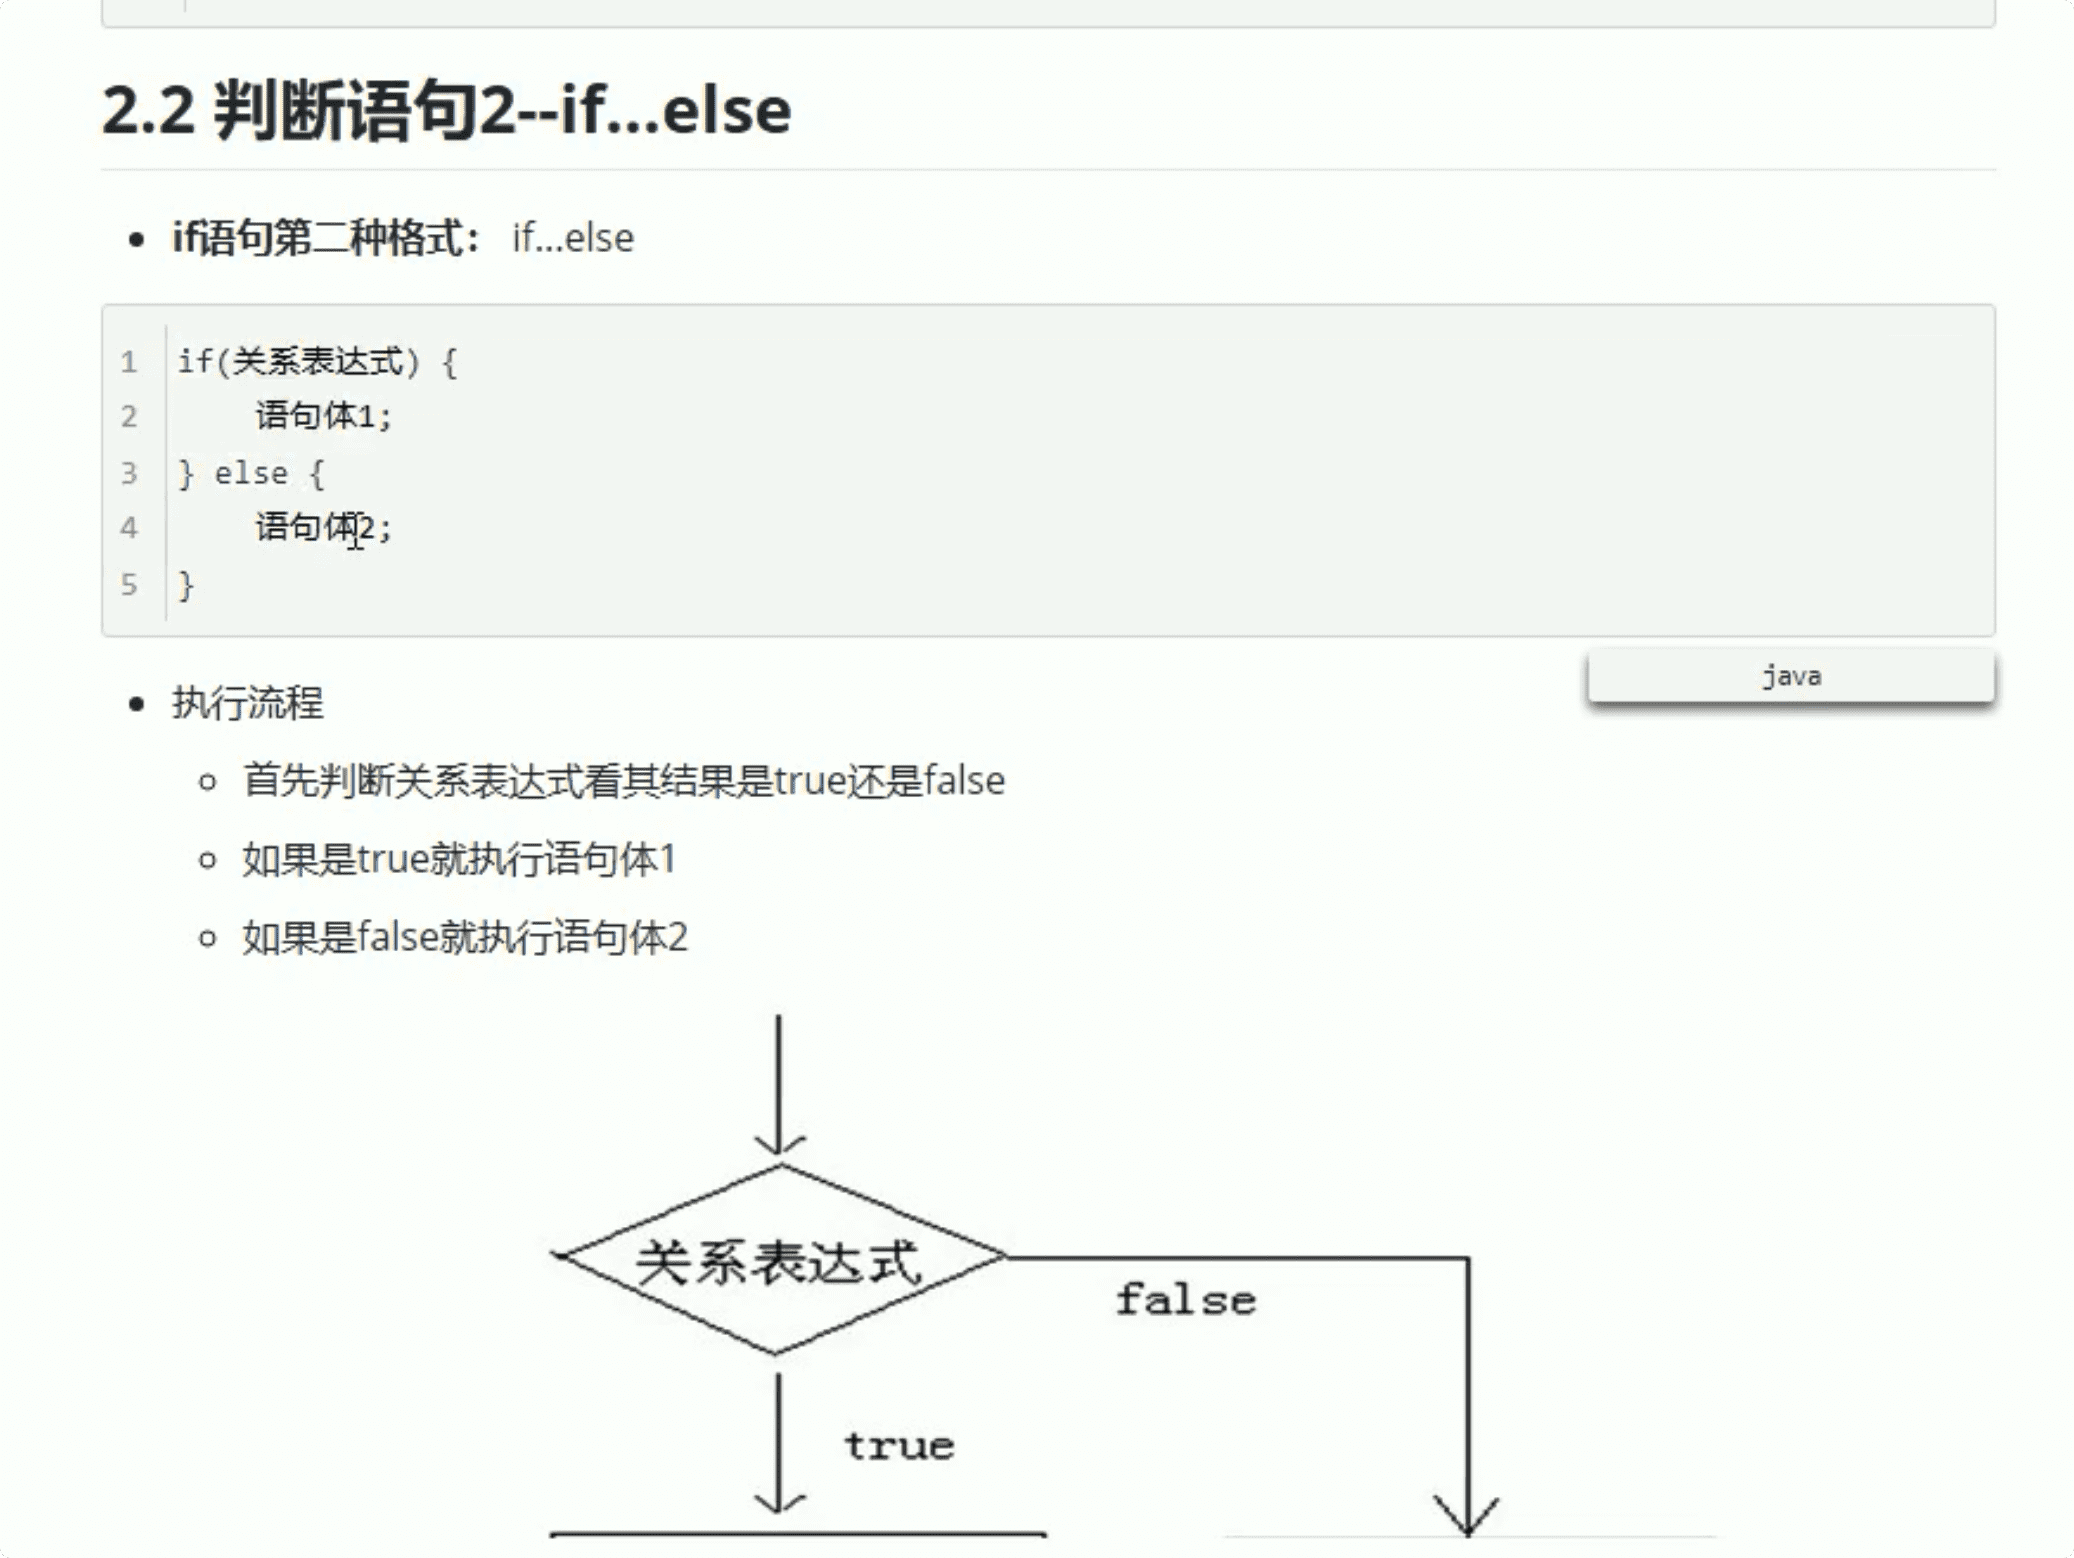 2.2 判断语句2--if...else
if语句第二种格式： if...else
1 if(关系表达式) {
2 语句体1;
3 } else {
4 语句体2;
5 }
java
执行流程
首先判断关系表达式看其结果是true还是false
如果是true就执行语句体1
如果是false就执行语句体2
关系表达式
false
true